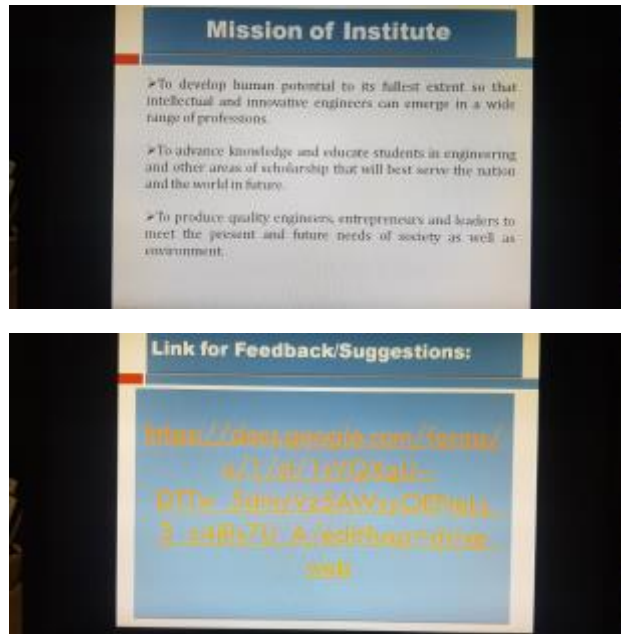 Mission of Institute
➢To develop human potential to its fullest extent so that
intellectual and innovative engineers can emerge in a wide
range of professions.
➢To advance knowledge and educate students in engineering
and other areas of scholarship that will best serve the nation
and the world in future.
➢To produce quality engineers, entrepreneurs and leaders to
meet the present and future needs of society as well as
environment.
Link for Feedback/Suggestions:
https://docs.google.com/forms/